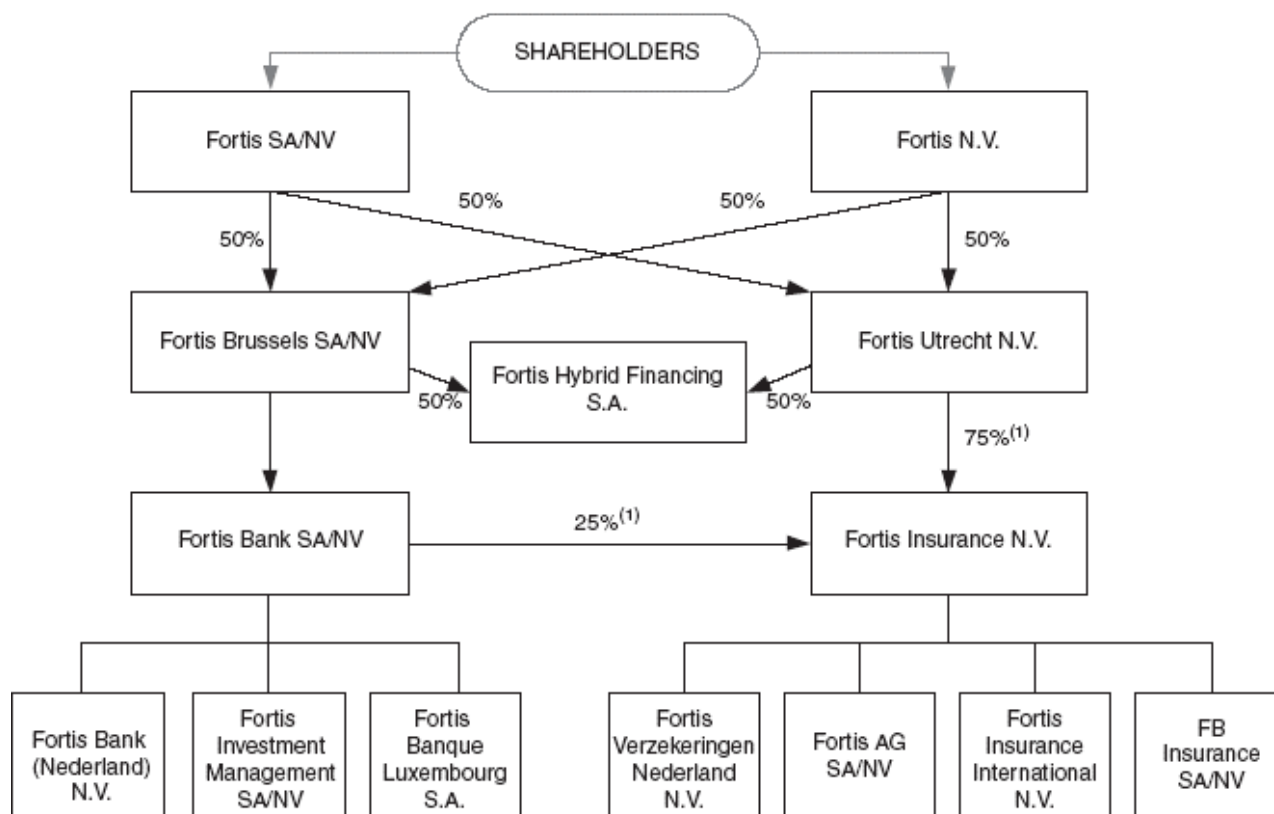 SHAREHOLDERS
Fortis SA/NV
Fortis N.V.
50%
50%
50%
50%
Fortis Brussels SA/NV
Fortis Hybrid Financing
S.A.
Fortis Utrecht N.V.
50%
50%
75%(1)
Fortis Bank SA/NV
25%(1)
Fortis Insurance N.V.
Fortis Bank
(Nederland)
N.V.
Fortis
Investment
Management
SA/NV
Fortis
Banque
Luxembourg
S.A.
Fortis
Verzekeringen
Nederland
N.V.
Fortis AG
SA/NV
Fortis
Insurance
International
N.V.
FB
Insurance
SA/NV